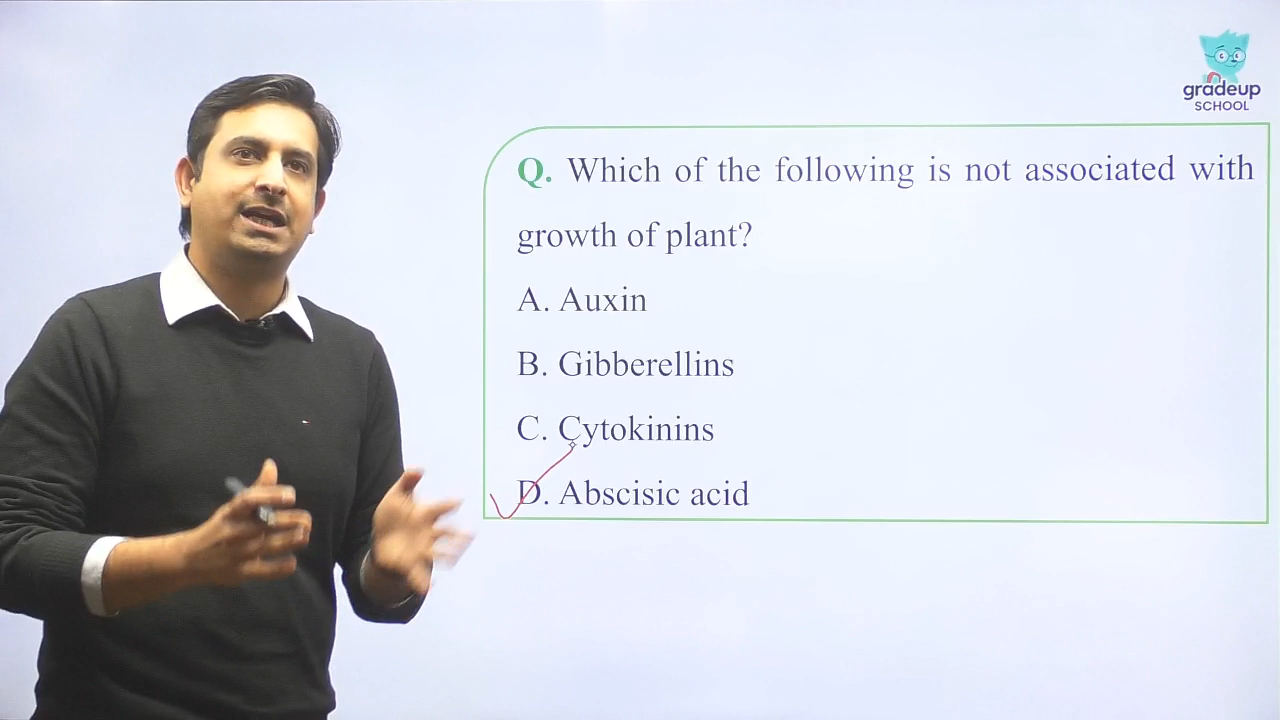 gradeup
SCHOOL
Q. Which of the following is not associated with
growth of plant?
A. Auxin
B. Gibberellins
C. Cytokinins
D. Abscisic acid